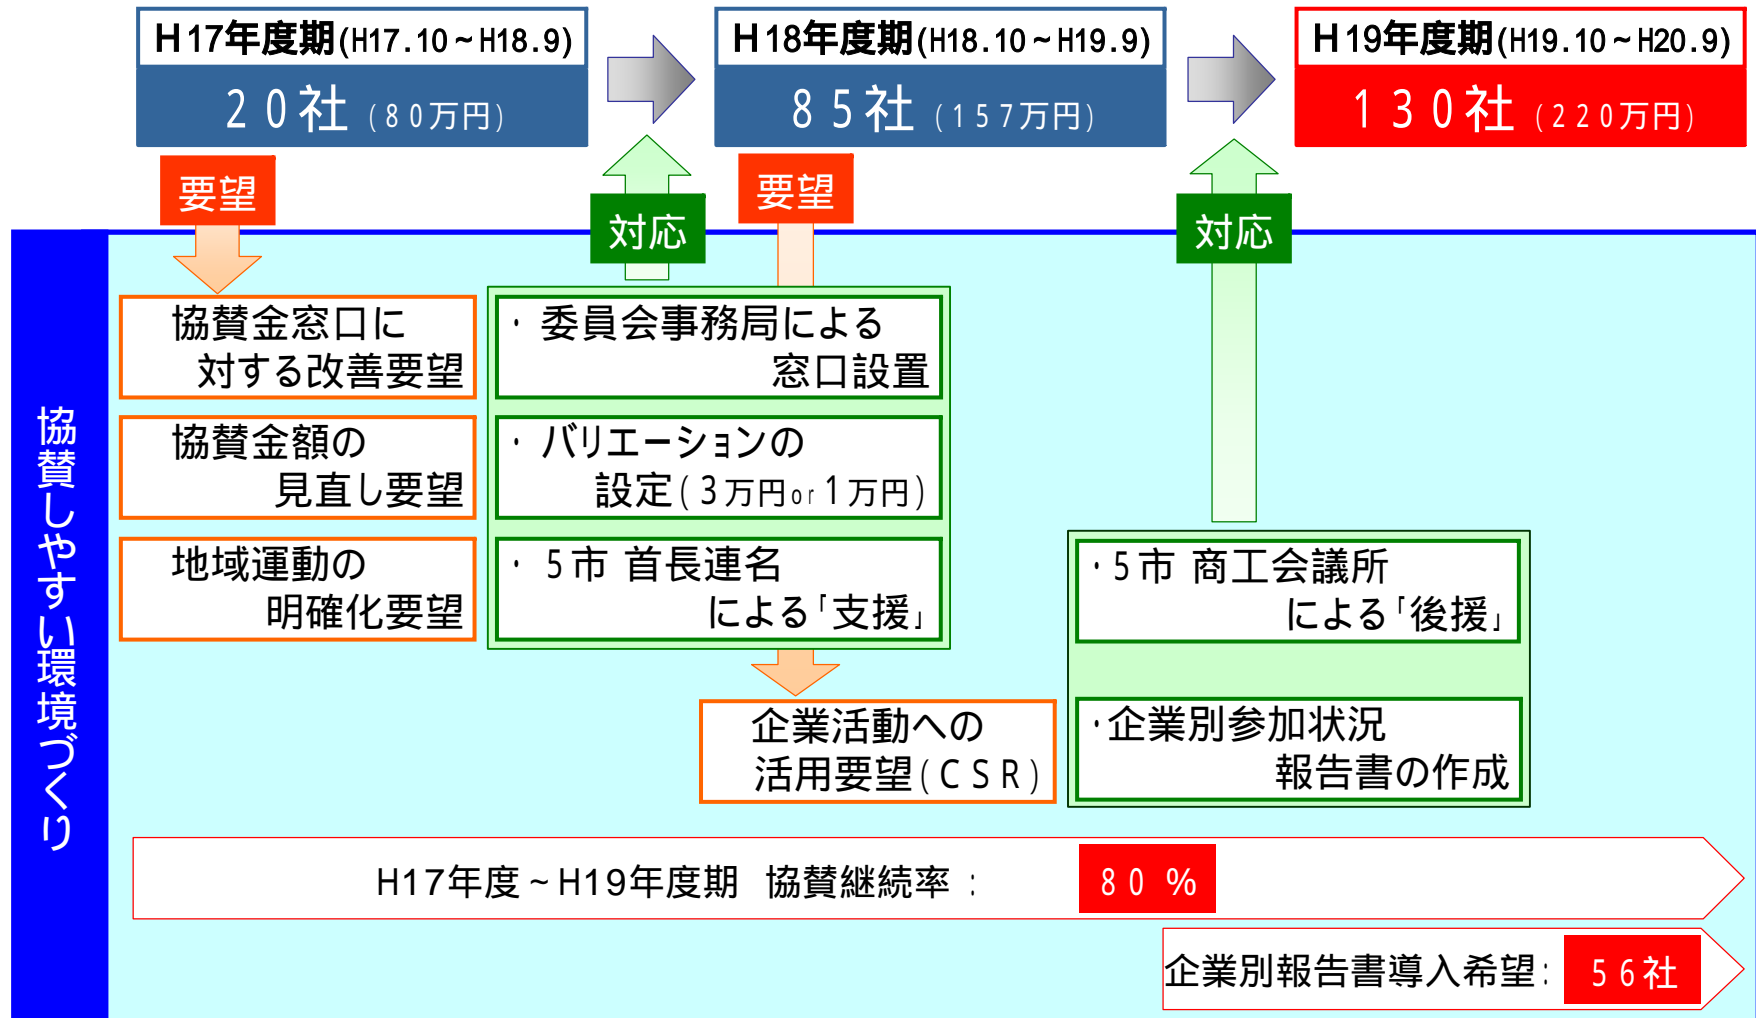 H17年度期(H17.10~H18.9)
20社(80万円)
H18年度期(H18.10~H19.9)
85社(157万円)
H19年度期(H19.10~H20.9)
130社(220万円)
要望
対応
要望
対応
協賛しやすい環境づくり
協賛金窓口に
対する改善要望
協賛金額の
見直し要望
地域運動の
明確化要望
・委員会事務局による
窓口設置
・バリエーションの
設定(3万円or1万円)
・5市 首長連名
による「支援」
企業活動への
活用要望(CSR)
・5市 商工会議所
による「後援」
・企業別参加状況
報告書の作成
H17年度~H19年度期 協賛継続率:
80%
企業別報告書導入希望:
56社